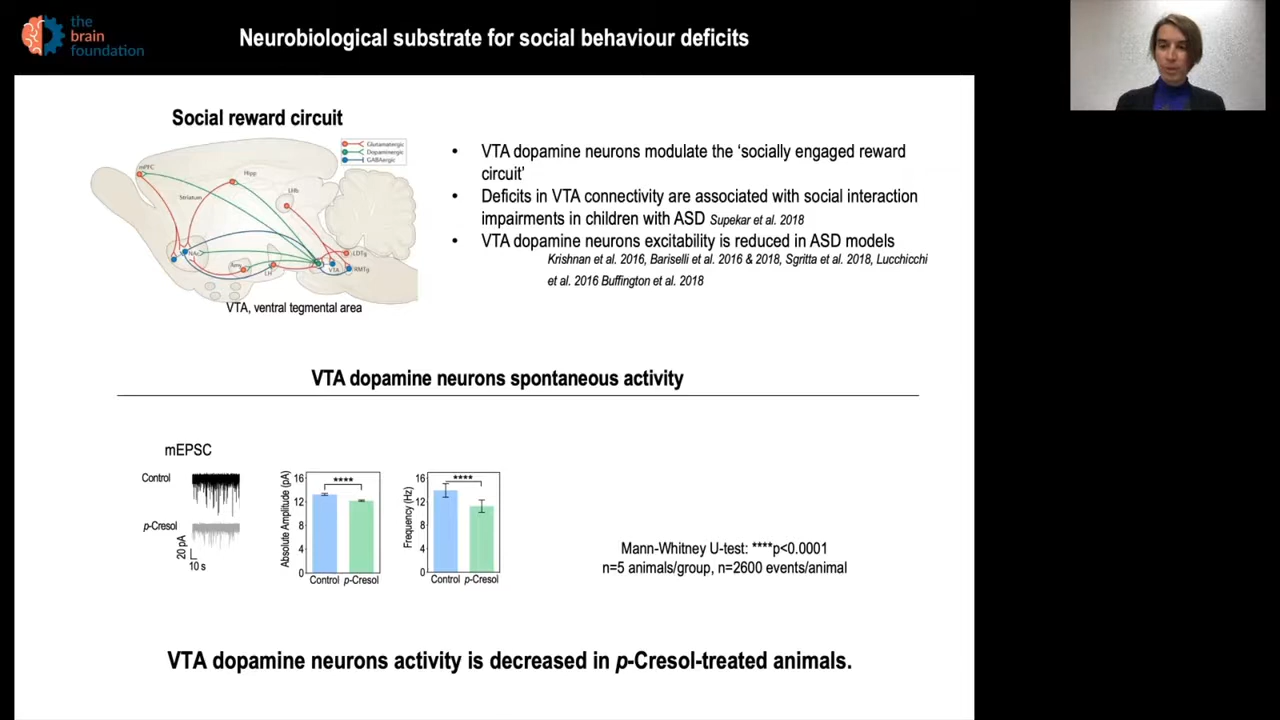 the
brain
foundation
Neurobiological substrate for social behaviour deficits
Social reward circuit
Glutamatergic
Dopaminergic
GABAergic
mPFC
Hipp
Striatum
LHb
NAc
LDTg
Amy
LH
VTA
RMTg
VTA, ventral tegmental area
• VTA dopamine neurons modulate the ‘socially engaged reward
circuit’
• Deficits in VTA connectivity are associated with social interaction
impairments in children with ASD Supekar et al. 2018
• VTA dopamine neurons excitability is reduced in ASD models
Krishnan et al. 2016, Bariselli et al. 2016 & 2018, Sgritta et al. 2018, Lucchicchi
et al. 2016 Buffington et al. 2018
VTA dopamine neurons spontaneous activity
mEPSC
Control
p-Cresol
20 pA
10 s
Absolute Amplitude (pA)
16
12
8
4
0
****
Control p-Cresol
Frequency (Hz)
16
12
8
4
0
****
Control p-Cresol
Mann-Whitney U-test: ****p<0.0001
n=5 animals/group, n=2600 events/animal
VTA dopamine neurons activity is decreased in p-Cresol-treated animals.